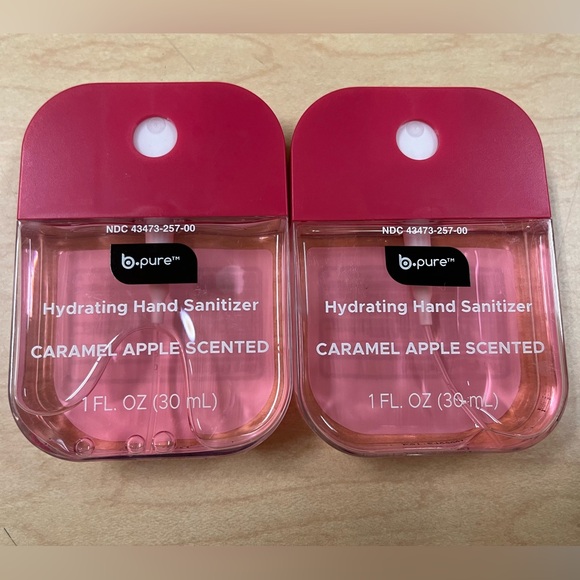 NDC 43473-257-00
b.pure™
Hydrating Hand Sanitizer
CARAMEL APPLE SCENTED
1 FL. OZ (30 mL)
NDC 43473-257-00
b.pure™
Hydrating Hand Sanitizer
CARAMEL APPLE SCENTED
1 FL. OZ (30 mL)